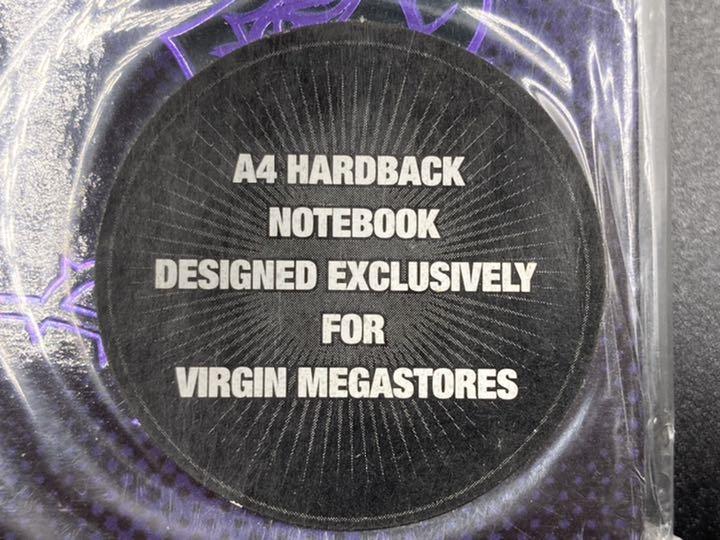 A4 HARDBACK
NOTEBOOK
DESIGNED EXCLUSIVELY
FOR
VIRGIN MEGASTORES